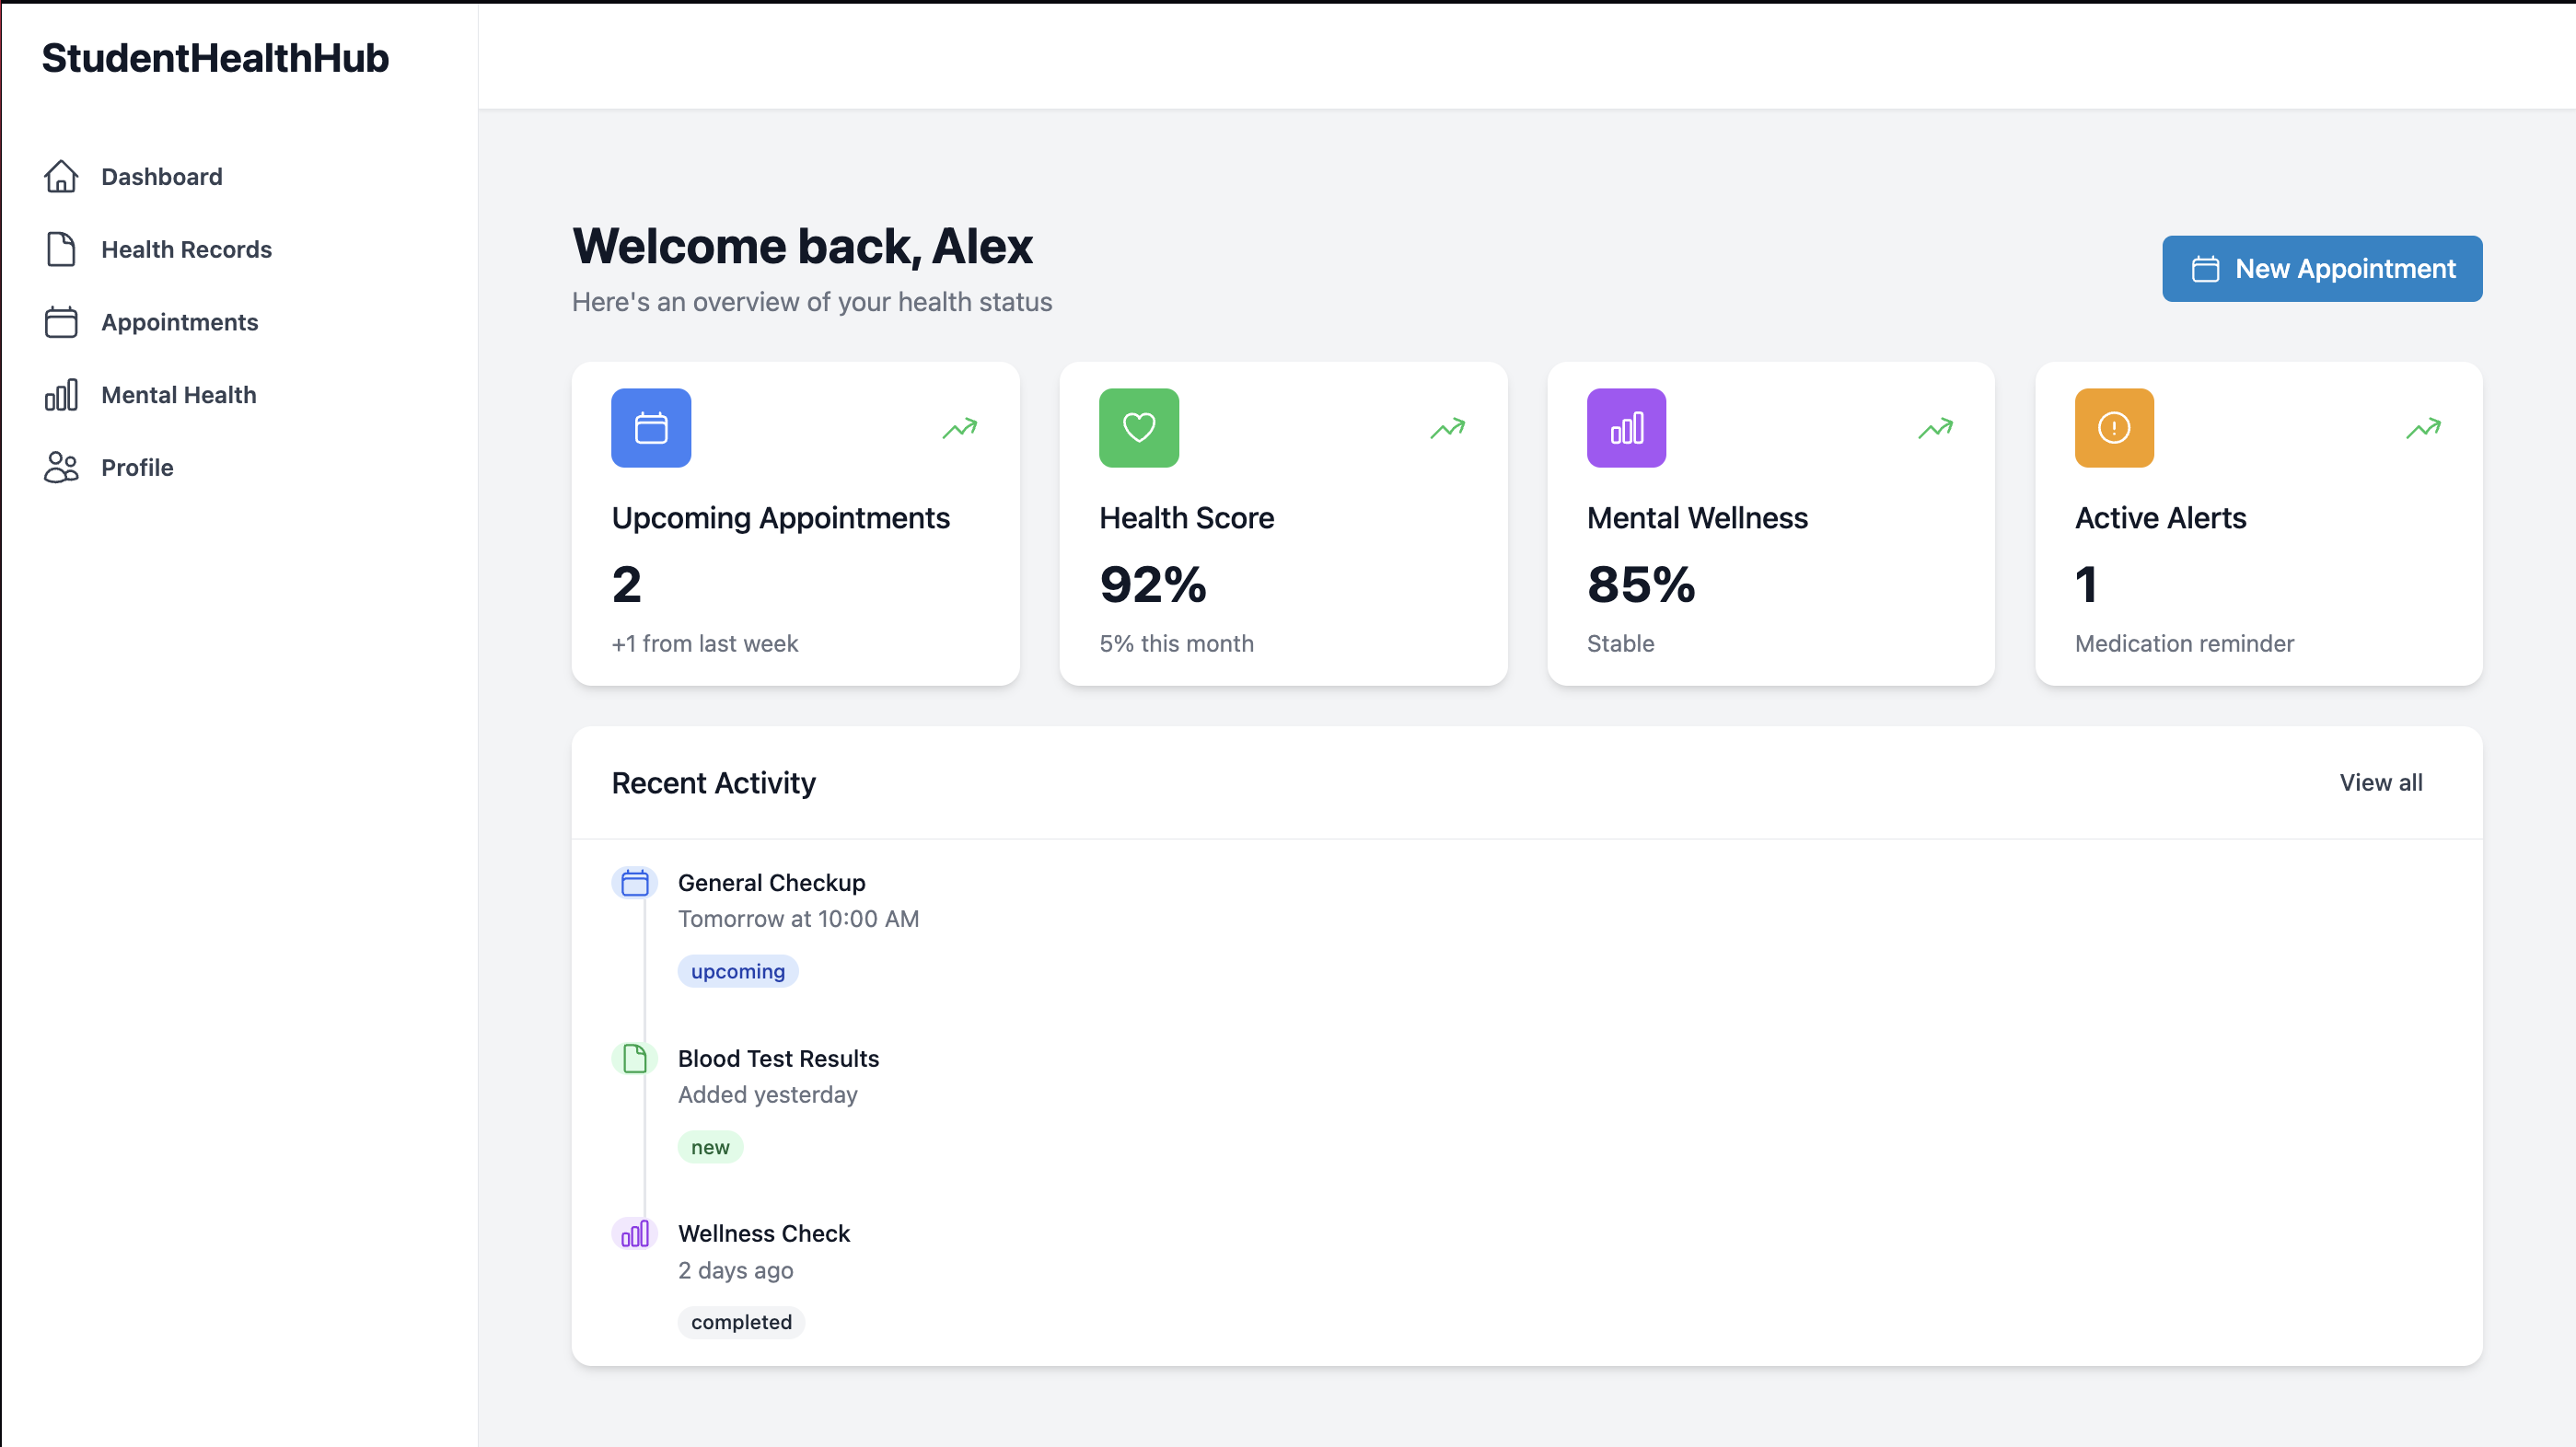 StudentHealthHub
Dashboard
Health Records
Appointments
Mental Health
Profile
Welcome back, Alex
Here's an overview of your health status
New Appointment
Upcoming Appointments
2
+1 from last week
Health Score
92%
5% this month
Mental Wellness
85%
Stable
Active Alerts
1
Medication reminder
Recent Activity
View all
General Checkup
Tomorrow at 10:00 AM
upcoming
Blood Test Results
Added yesterday
new
Wellness Check
2 days ago
completed